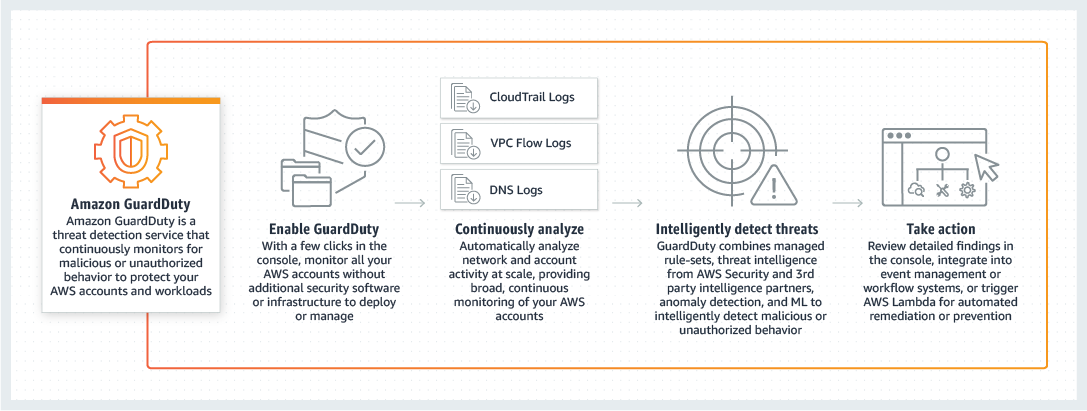 Amazon GuardDuty
Amazon GuardDuty is a
threat detection service that
continuously monitors for
malicious or unauthorized
behavior to protect your
AWS accounts and workloads
Enable GuardDuty
With a few clicks in the
console, monitor all your
AWS accounts without
additional security software
or infrastructure to deploy
or manage
CloudTrail Logs
VPC Flow Logs
DNS Logs
Continuously analyze
Automatically analyze
network and account
activity at scale, providing
broad, continuous
monitoring of your AWS
accounts
Intelligently detect threats
GuardDuty combines managed
rule-sets, threat intelligence
from AWS Security and 3rd
party intelligence partners,
anomaly detection, and ML to
intelligently detect malicious or
unauthorized behavior
Take action
Review detailed findings in
the console, integrate into
event management or
workflow systems, or trigger
AWS Lambda for automated
remediation or prevention